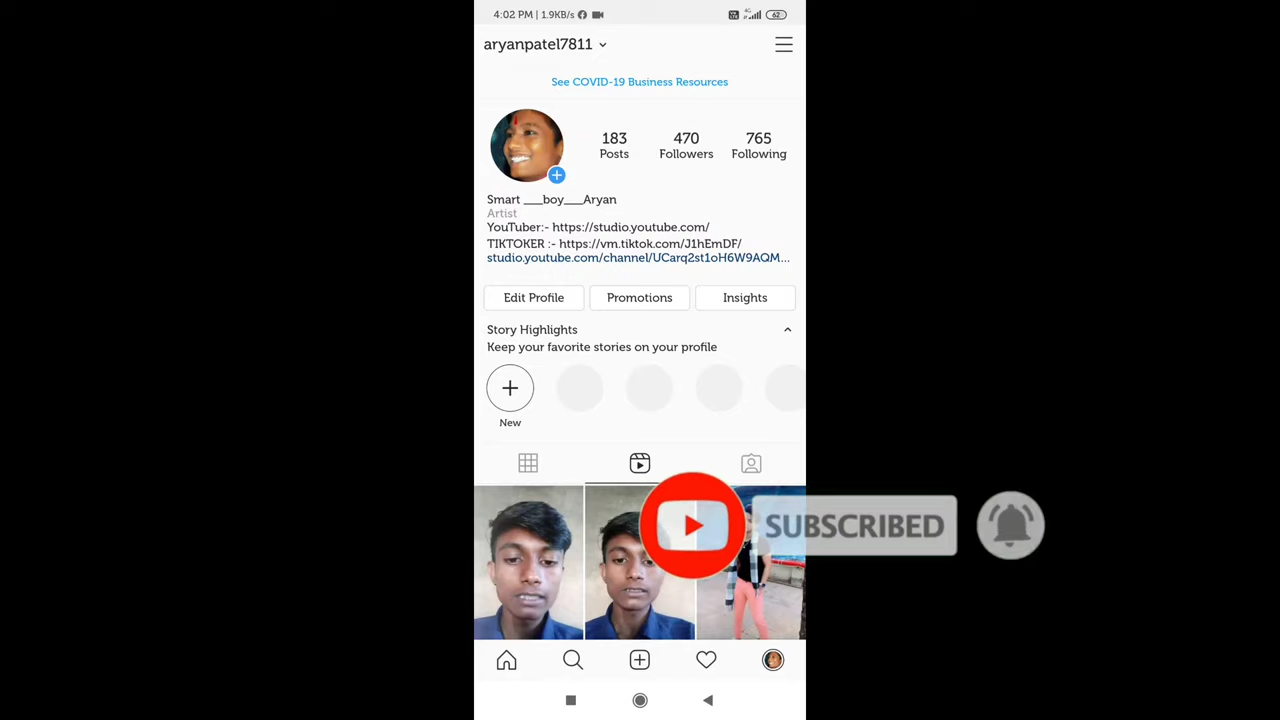 4:02 PM | 1.9KB/s 4G 62
aryanpatel7811
See COVID-19 Business Resources
183 470 765
Posts Followers Following
Smart ___boy___Aryan
Artist
YouTuber:- https://studio.youtube.com/
TIKTOKER :- https://vm.tiktok.com/J1hEmDF/
studio.youtube.com/channel/UCarq2st1oH6W9AQM...
Edit Profile Promotions Insights
Story Highlights
Keep your favorite stories on your profile
New
SUBSCRIBED